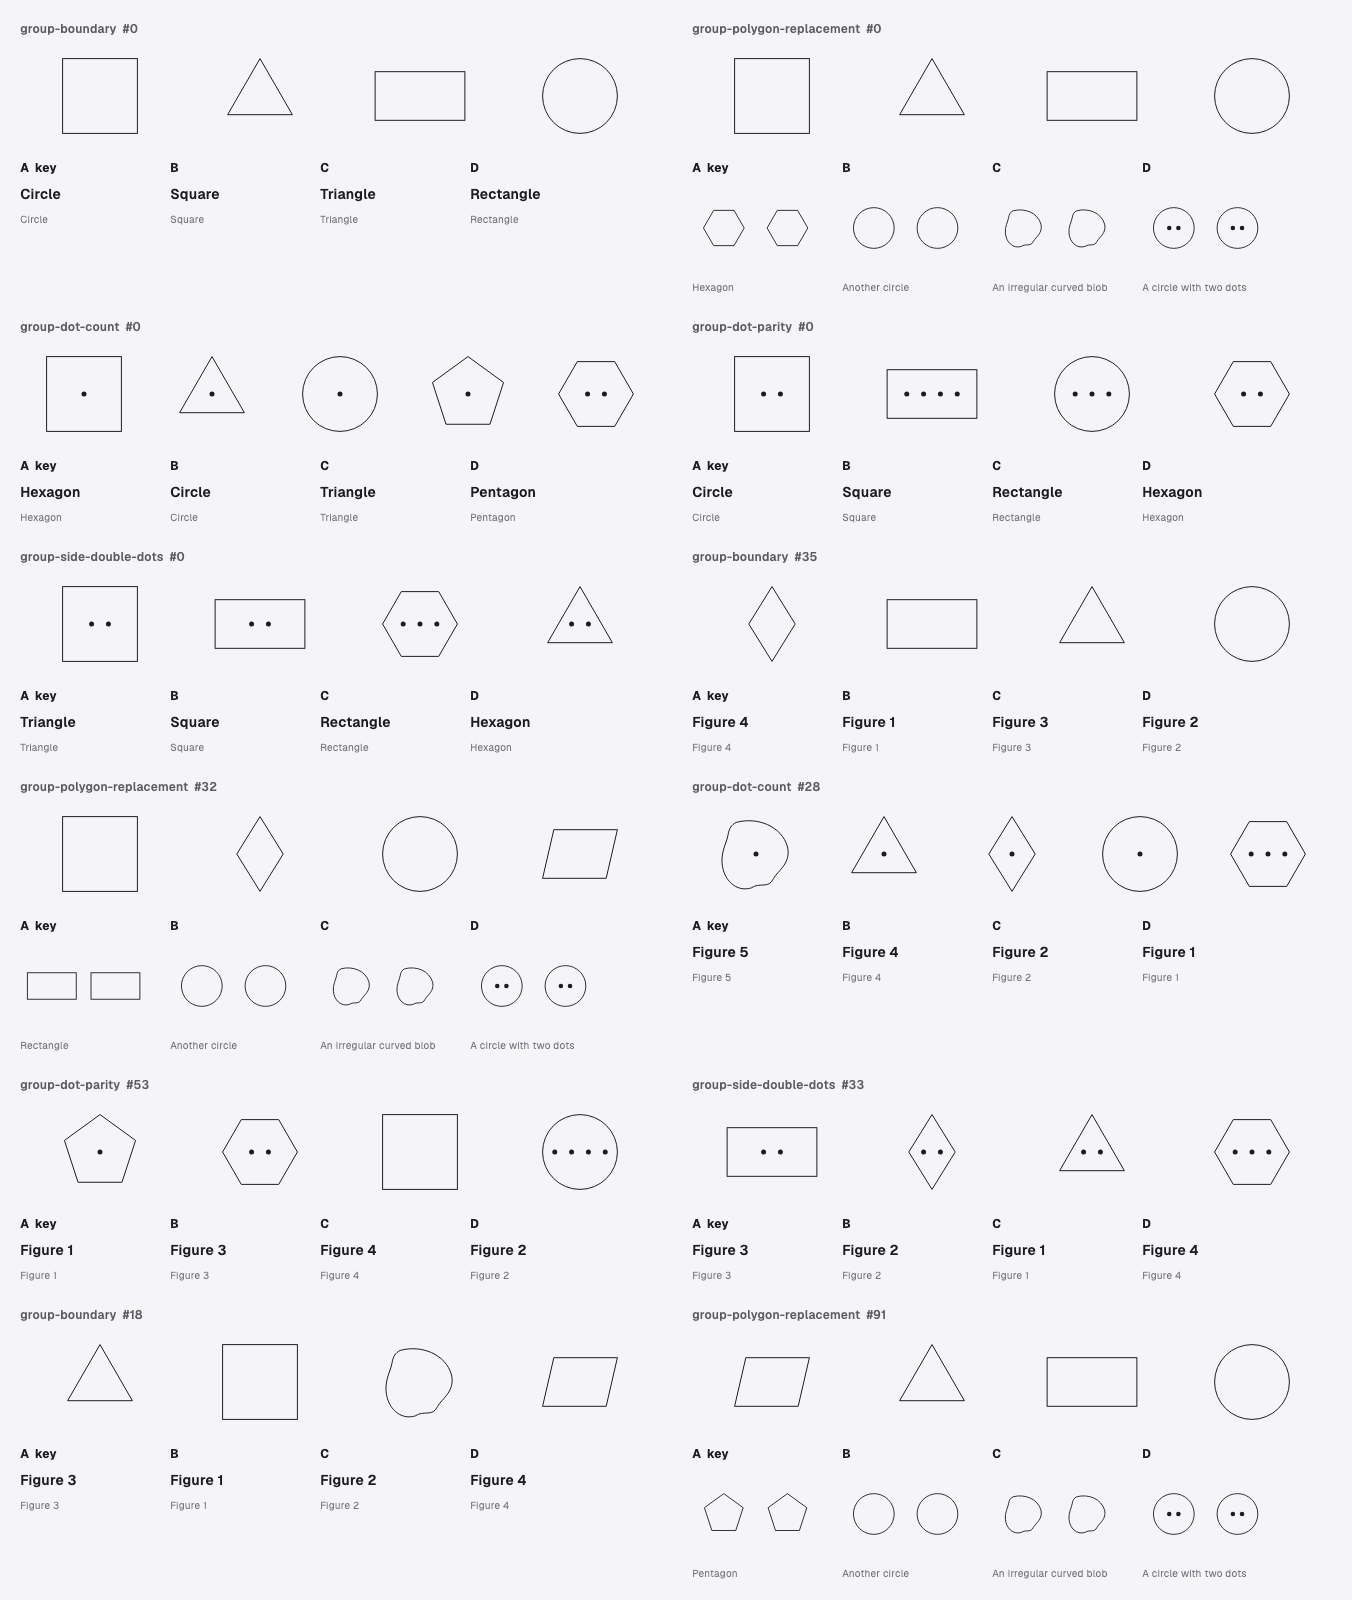 group-boundary #0
A key B C D
Circle Square Triangle Rectangle
Circle Square Triangle Rectangle
group-polygon-replacement #0
A key B C D
Hexagon Another circle An irregular curved blob A circle with two dots
group-dot-count #0
A key B C D
Hexagon Circle Triangle Pentagon
Hexagon Circle Triangle Pentagon
group-dot-parity #0
A key B C D
Circle Square Rectangle Hexagon
Circle Square Rectangle Hexagon
group-side-double-dots #0
A key B C D
Triangle Square Rectangle Hexagon
Triangle Square Rectangle Hexagon
group-boundary #35
A key B C D
Figure 4 Figure 1 Figure 3 Figure 2
Figure 4 Figure 1 Figure 3 Figure 2
group-polygon-replacement #32
A key B C D
Rectangle Another circle An irregular curved blob A circle with two dots
group-dot-count #28
A key B C D
Figure 5 Figure 4 Figure 2 Figure 1
Figure 5 Figure 4 Figure 2 Figure 1
group-dot-parity #53
A key B C D
Figure 1 Figure 3 Figure 4 Figure 2
Figure 1 Figure 3 Figure 4 Figure 2
group-side-double-dots #33
A key B C D
Figure 3 Figure 2 Figure 1 Figure 4
Figure 3 Figure 2 Figure 1 Figure 4
group-boundary #18
A key B C D
Figure 3 Figure 1 Figure 2 Figure 4
Figure 3 Figure 1 Figure 2 Figure 4
group-polygon-replacement #91
A key B C D
Pentagon Another circle An irregular curved blob A circle with two dots